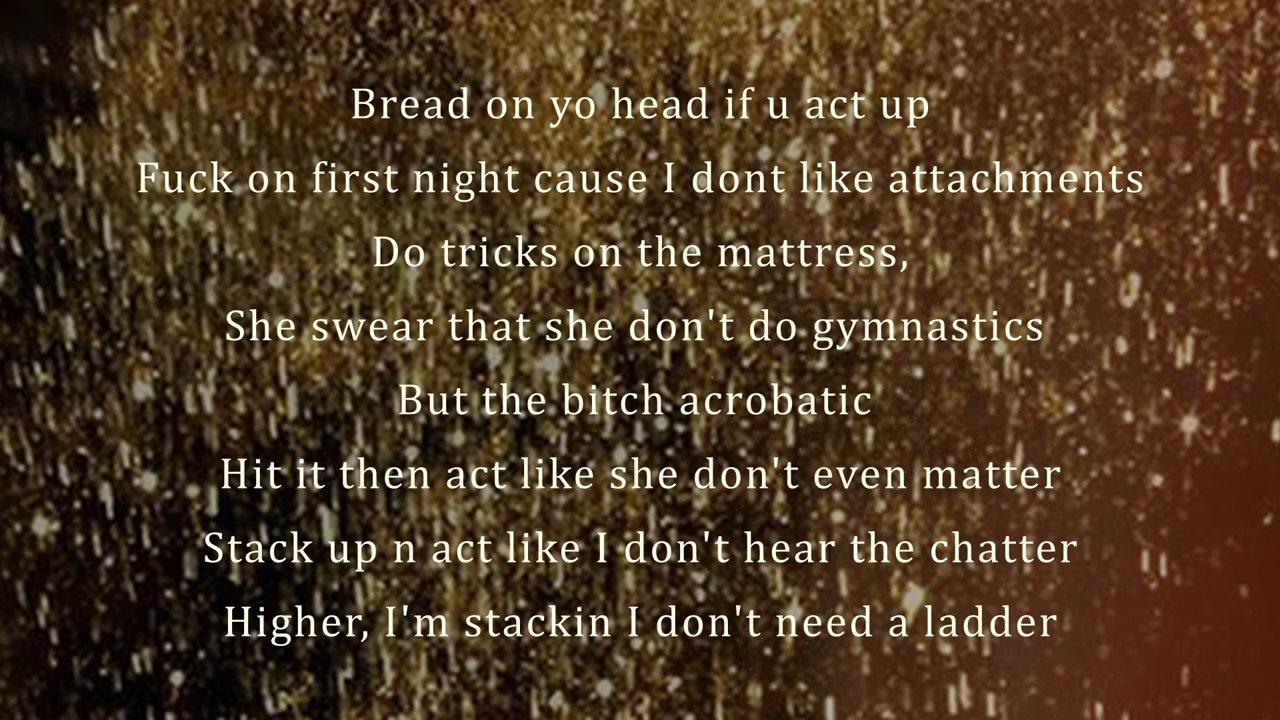 Bread on yo head if u act up
Fuck on first night cause I dont like attachments
Do tricks on the mattress,
She swear that she don't do gymnastics
But the bitch acrobatic
Hit it then act like she don't even matter
Stack up n act like I don't hear the chatter
Higher, I'm stackin I don't need a ladder